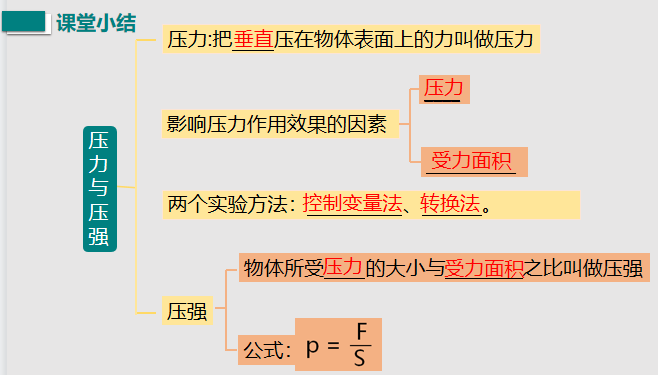 课堂小结
压力:把垂直压在物体表面上的力叫做压力
压力
影响压力作用效果的因素
受力面积
压力与压强
两个实验方法：控制变量法、转换法。
物体所受压力的大小与受力面积之比叫做压强
压强
公式：p = F/S